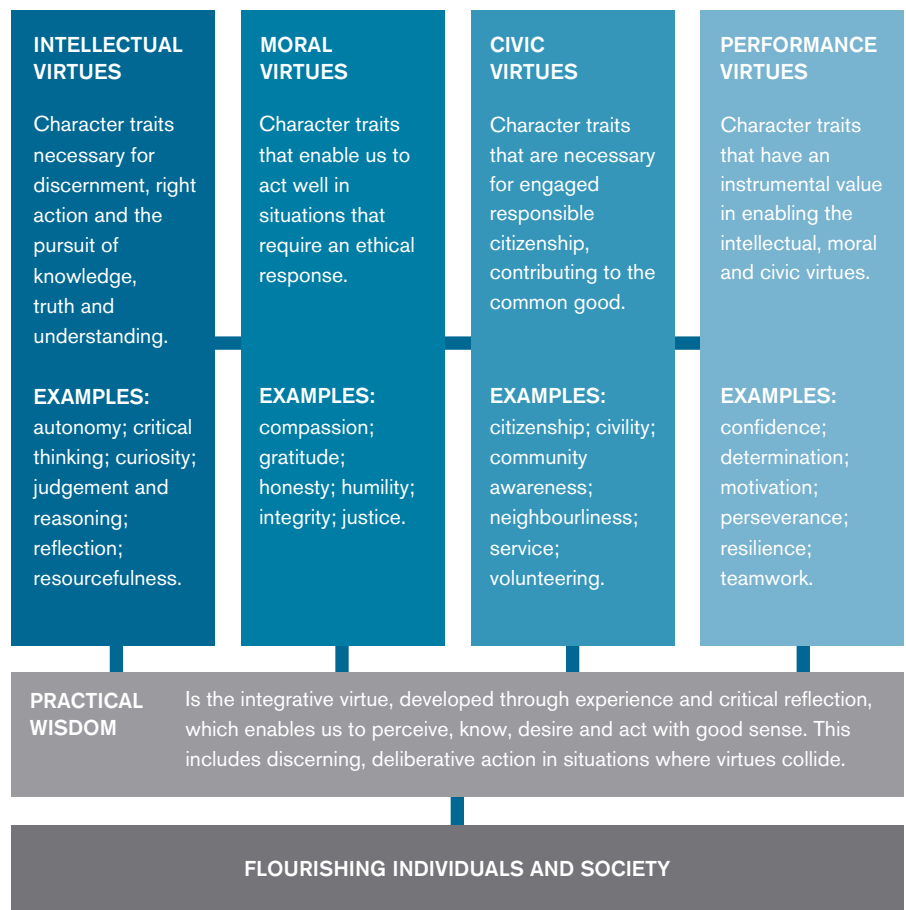 INTELLECTUAL
VIRTUES
Character traits
necessary for
discernment, right
action and the
pursuit of
knowledge,
truth and
understanding.
EXAMPLES:
autonomy; critical
thinking; curiosity;
judgement and
reasoning;
reflection;
resourcefulness.
MORAL
VIRTUES
Character traits
that enable us to
act well in
situations that
require an ethical
response.
EXAMPLES:
compassion;
gratitude;
honesty; humility;
integrity; justice.
CIVIC
VIRTUES
Character traits
that are necessary
for engaged
responsible
citizenship,
contributing to the
common good.
EXAMPLES:
citizenship; civility;
community
awareness;
neighbourliness;
service;
volunteering.
PERFORMANCE
VIRTUES
Character traits
that have an
instrumental value
in enabling the
intellectual, moral
and civic virtues.
EXAMPLES:
confidence;
determination;
motivation;
perseverance;
resilience;
teamwork.
PRACTICAL
WISDOM
Is the integrative virtue, developed through experience and critical reflection,
which enables us to perceive, know, desire and act with good sense. This
includes discerning, deliberative action in situations where virtues collide.
FLOURISHING INDIVIDUALS AND SOCIETY